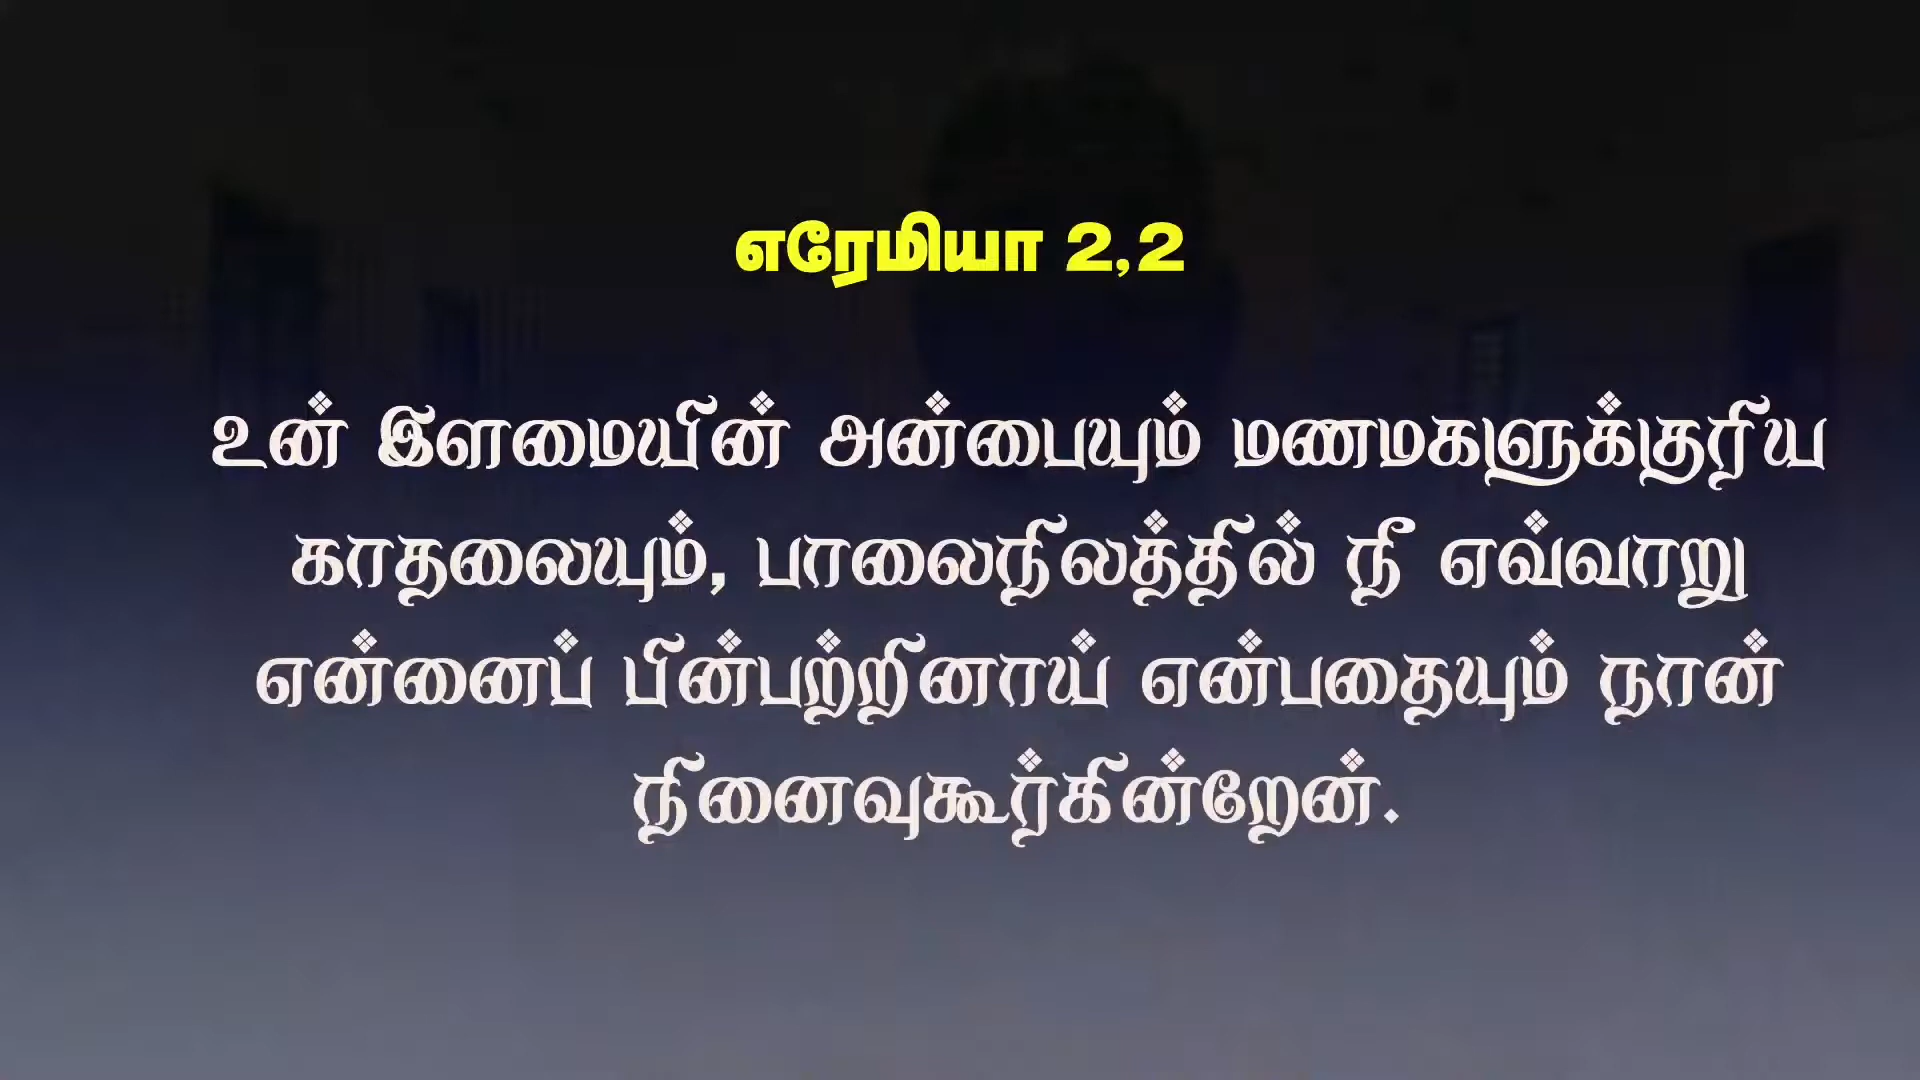 எரேமியா 2,2
உன் இளமையின் அன்பையும் மணமகளுக்குரிய
காதலையும், பாலைநிலத்தில் நீ எவ்வாறு
என்னைப் பின்பற்றினாய் என்பதையும் நான்
நினைவுகூர்கின்றேன்.